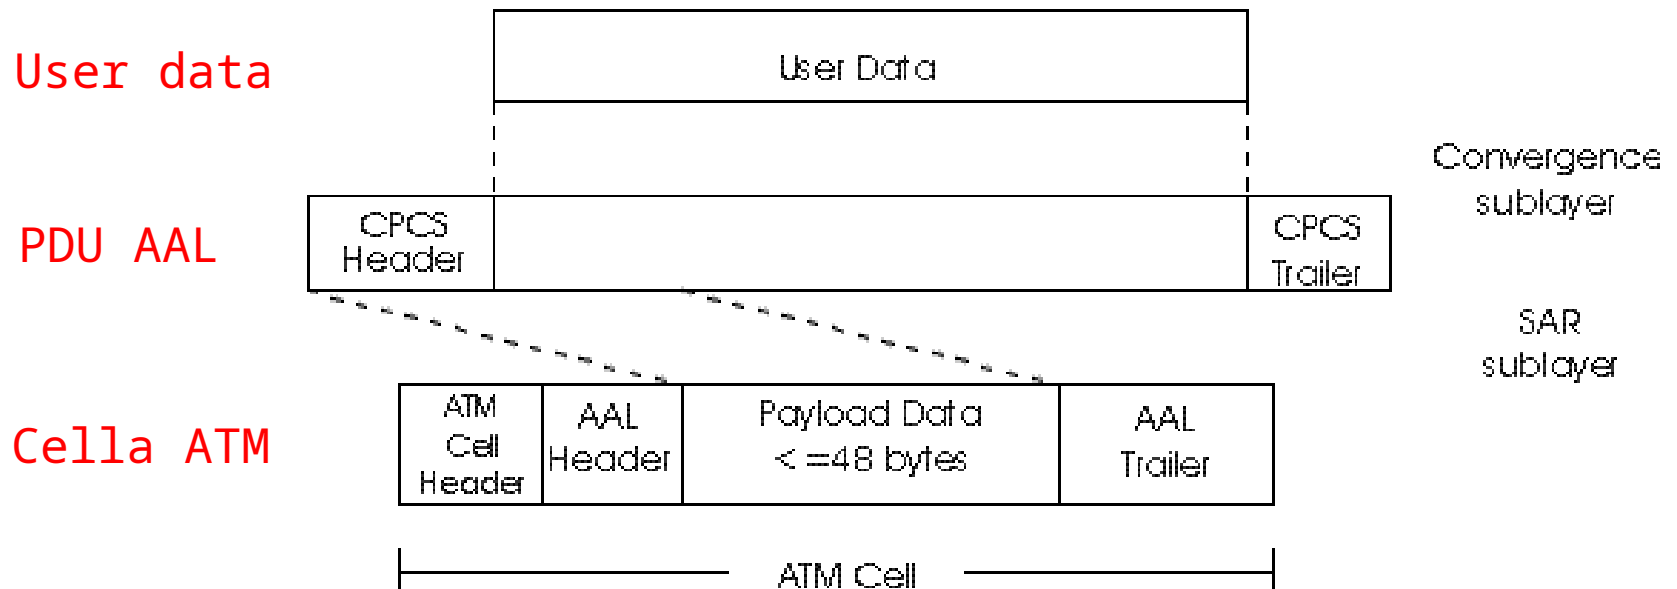 User data
User Data
Convergence
sublayer
PDU AAL
CPCS
Header
CPCS
Trailer
SAR
sublayer
Cella ATM
ATM
Cell
Header
AAL
Header
Payload Data
< =48 bytes
AAL
Trailer
ATM Cell